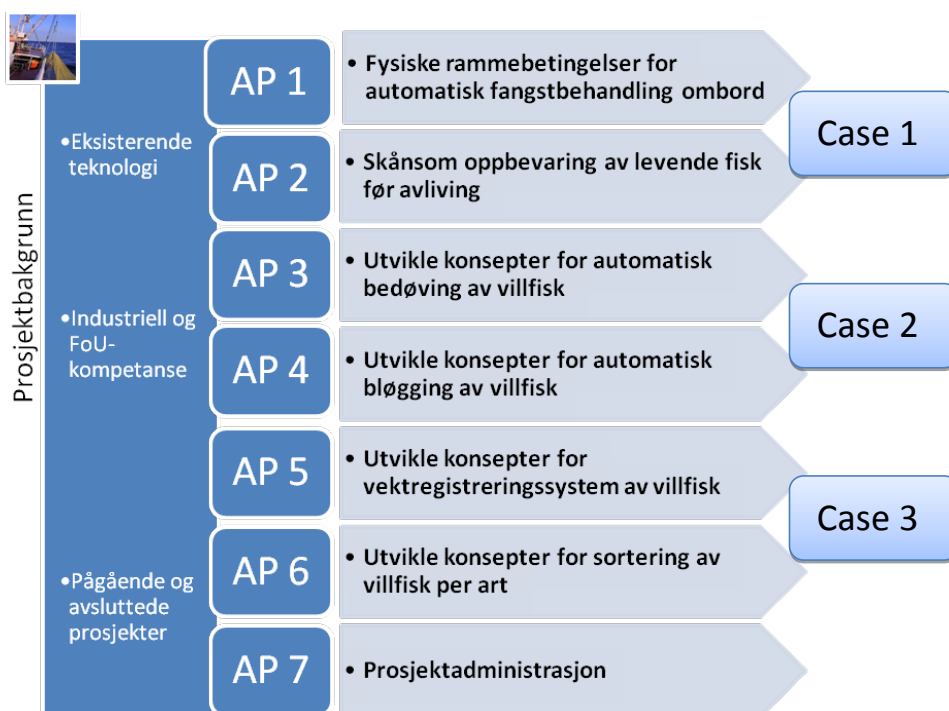 Prosjektbakgrunn
•Eksisterende
teknologi
•Industriell og
FoU-
kompetanse
•Pågående og
avsluttede
prosjekter
AP 1
• Fysiske rammebetingelser for
automatisk fangstbehandling ombord
AP 2
• Skånsom oppbevaring av levende fisk
før avliving
Case 1
AP 3
• Utvikle konsepter for automatisk
bedøving av villfisk
AP 4
• Utvikle konsepter for automatisk
bløgging av villfisk
Case 2
AP 5
• Utvikle konsepter for
vektregistreringssystem av villfisk
AP 6
• Utvikle konsepter for sortering av
villfisk per art
Case 3
AP 7
• Prosjektadministrasjon